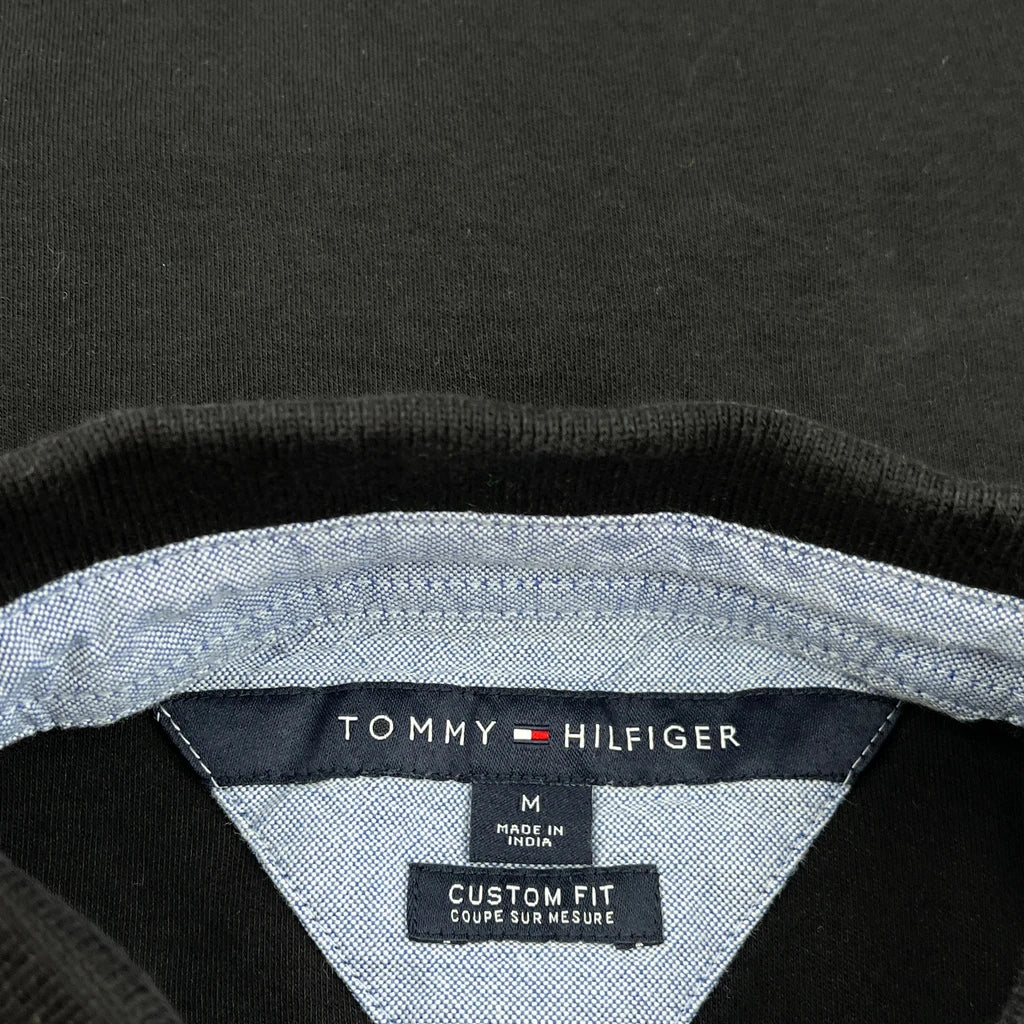 TOMMY HILFIGER
M
MADE IN
INDIA
CUSTOM FIT
COUPE SUR MESURE